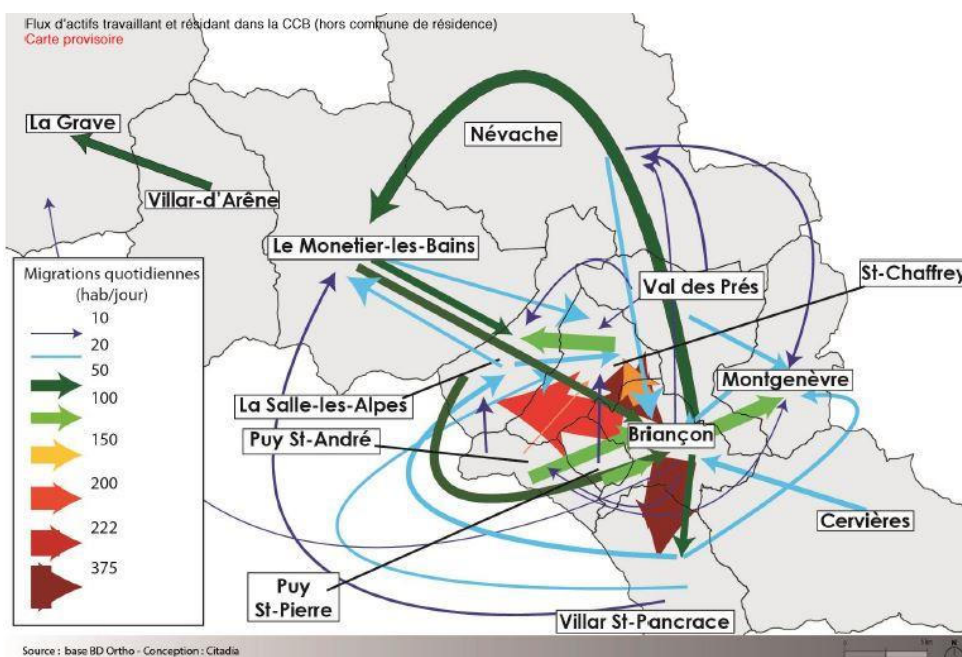 Flux d'actifs travaillant et résidant dans la CCB (hors commune de résidence)
Carte provisoire
La Grave
Névache
Villar-d'Arêne
Le Monetier-les-Bains
St-Chaffrey
Val des Prés
Migrations quotidiennes
(hab/jour)
10
20
50
100
150
200
222
375
Montgenèvre
La Salle-les-Alpes
Puy St-André
Briançon
Cervières
Puy
St-Pierre
Villar St-Pancrace
Source : base BD Ortho - Conception : Citadia
N